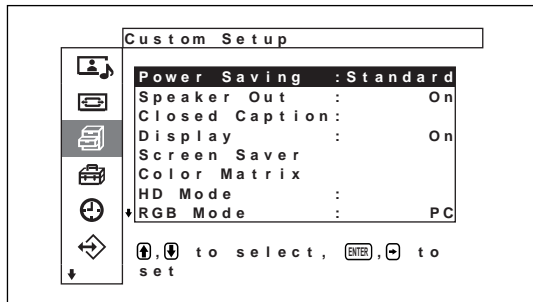 Custom Setup
Power Saving :Standard
Speaker Out : On
Closed Caption:
Display : On
Screen Saver
Color Matrix
HD Mode :
RGB Mode : PC
, to select, ENTER, to
set